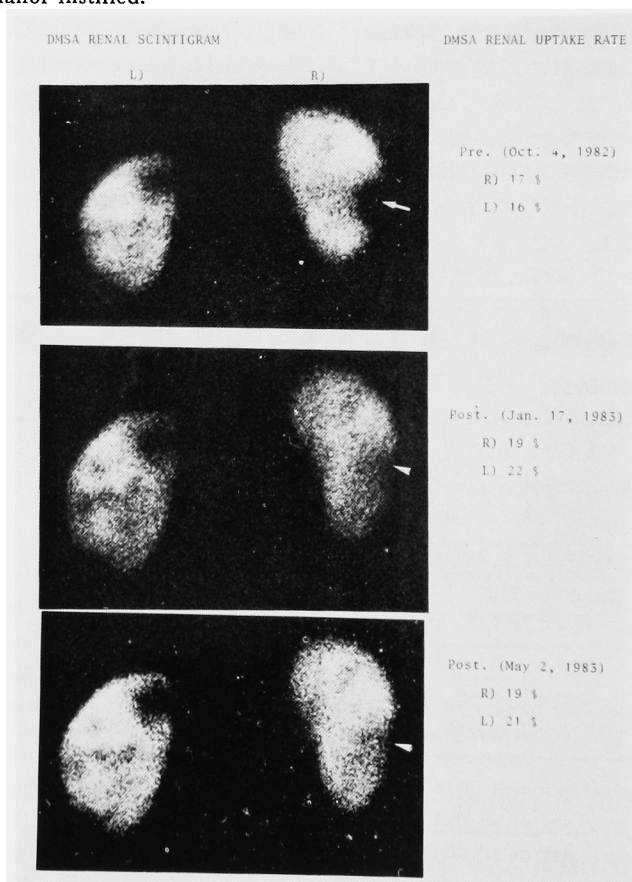 DMSA RENAL SCINTIGRAM
DMSA RENAL UPTAKE RATE
L)
R)
Pre. (Oct. 4, 1982)
R) 17 %
L) 16 %
Post. (Jan. 17, 1983)
R) 19 %
L) 22 %
Post. (May 2, 1983)
R) 19 %
L) 21 %